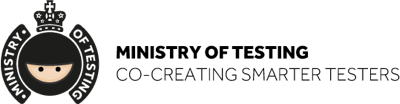 MINISTRY OF TESTING
MINISTRY OF TESTING
CO-CREATING SMARTER TESTERS